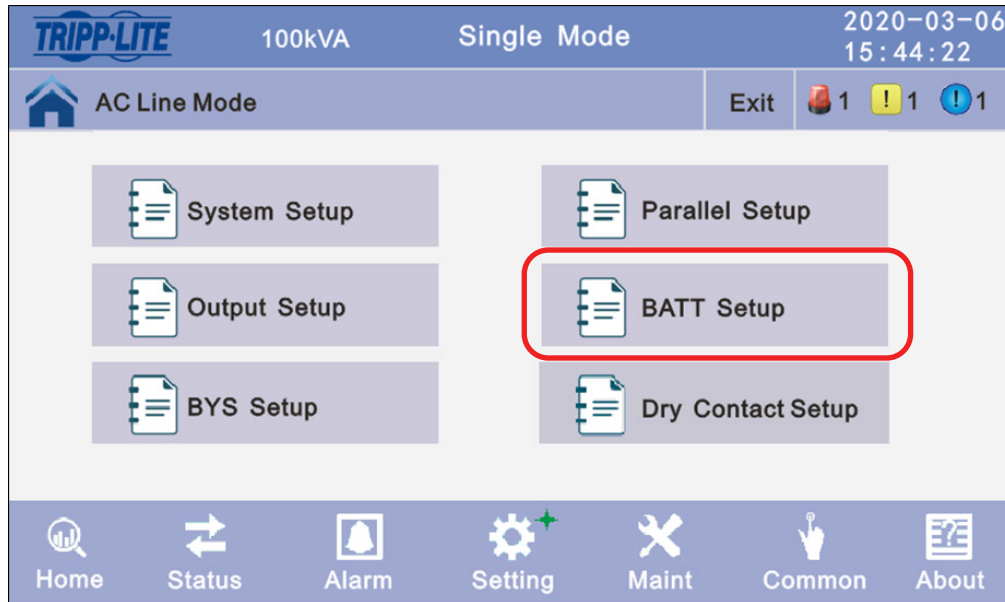 TRIPP·LITE 100kVA Single Mode 2020-03-06
15:44:22
AC Line Mode Exit 1 ! 1 ! 1
System Setup Parallel Setup
Output Setup BATT Setup
BYS Setup Dry Contact Setup
Home Status Alarm Setting Maint Common About